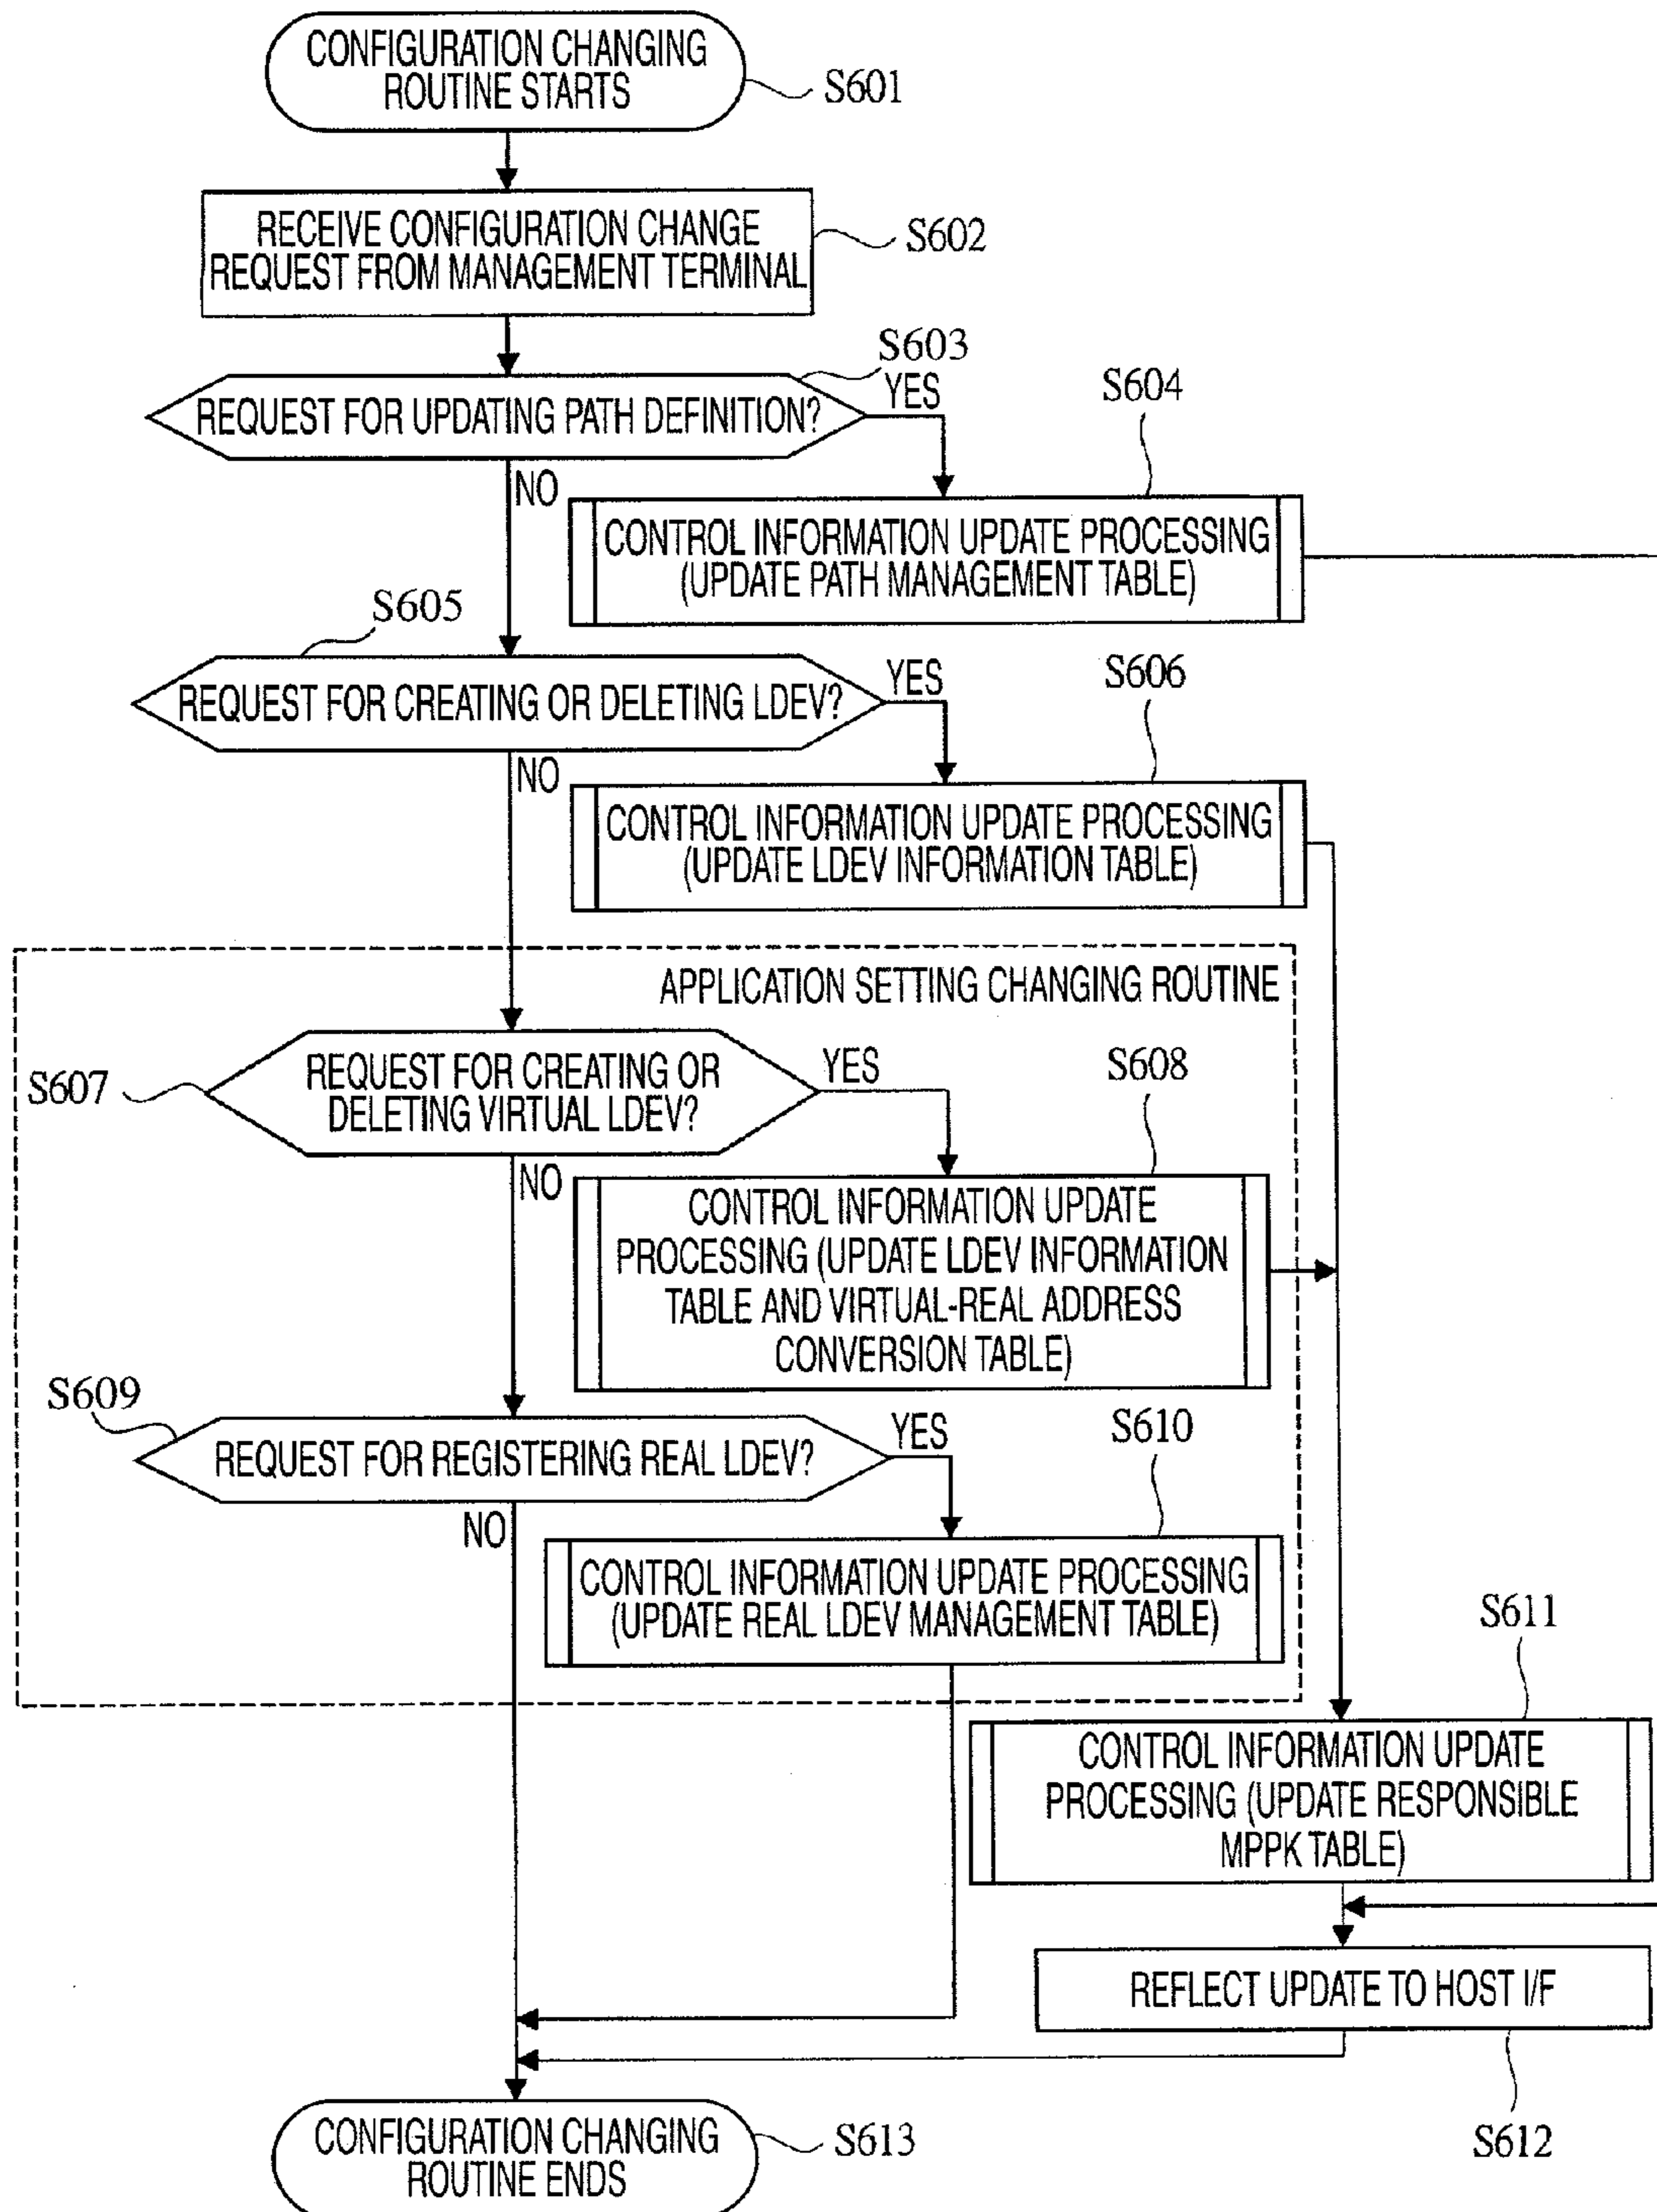 CONFIGURATION CHANGING
ROUTINE STARTS
S601
RECEIVE CONFIGURATION CHANGE
REQUEST FROM MANAGEMENT TERMINAL
S602
S603
REQUEST FOR UPDATING PATH DEFINITION?
YES
S604
NO
CONTROL INFORMATION UPDATE PROCESSING
(UPDATE PATH MANAGEMENT TABLE)
S605
REQUEST FOR CREATING OR DELETING LDEV?
YES
S606
NO
CONTROL INFORMATION UPDATE PROCESSING
(UPDATE LDEV INFORMATION TABLE)
APPLICATION SETTING CHANGING ROUTINE
S607
REQUEST FOR CREATING OR
DELETING VIRTUAL LDEV?
YES
S608
NO
CONTROL INFORMATION UPDATE
PROCESSING (UPDATE LDEV INFORMATION
TABLE AND VIRTUAL-REAL ADDRESS
CONVERSION TABLE)
S609
REQUEST FOR REGISTERING REAL LDEV?
YES
S610
NO
CONTROL INFORMATION UPDATE PROCESSING
(UPDATE REAL LDEV MANAGEMENT TABLE)
S611
CONTROL INFORMATION UPDATE
PROCESSING (UPDATE RESPONSIBLE
MPPK TABLE)
REFLECT UPDATE TO HOST I/F
S612
CONFIGURATION CHANGING
ROUTINE ENDS
S613